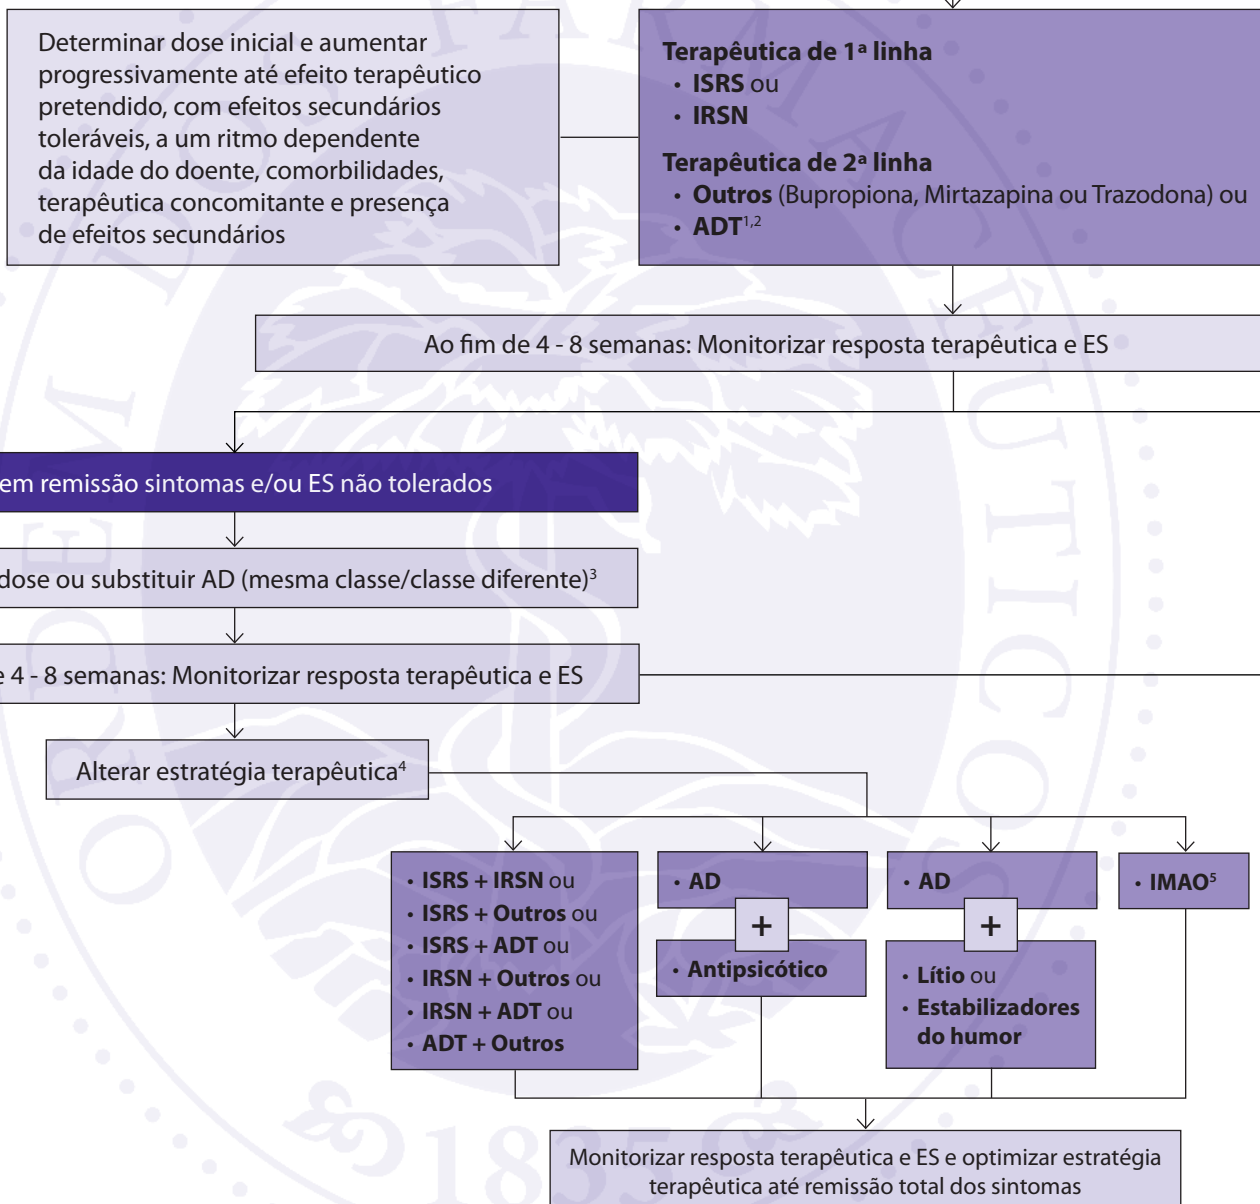 Determinar dose inicial e aumentar
progressivamente até efeito terapêutico
pretendido, com efeitos secundários
toleráveis, a um ritmo dependente
da idade do doente, comorbilidades,
terapêutica concomitante e presença
de efeitos secundários
Terapêutica de 1ª linha
• ISRS ou
• IRSN
Terapêutica de 2ª linha
• Outros (Bupropiona, Mirtazapina ou Trazodona) ou
• ADT1,2
Ao fim de 4 - 8 semanas: Monitorizar resposta terapêutica e ES
em remissão sintomas e/ou ES não tolerados
dose ou substituir AD (mesma classe/classe diferente)3
e 4 - 8 semanas: Monitorizar resposta terapêutica e ES
Alterar estratégia terapêutica4
• ISRS + IRSN ou
• ISRS + Outros ou
• ISRS + ADT ou
• IRSN + Outros ou
• IRSN + ADT ou
• ADT + Outros
• AD
+
• Antipsicótico
• AD
+
• Lítio ou
• Estabilizadores
do humor
• IMAO5
Monitorizar resposta terapêutica e ES e optimizar estratégia
terapêutica até remissão total dos sintomas
ORDEM DOS FARMACÊUTICOS
1835